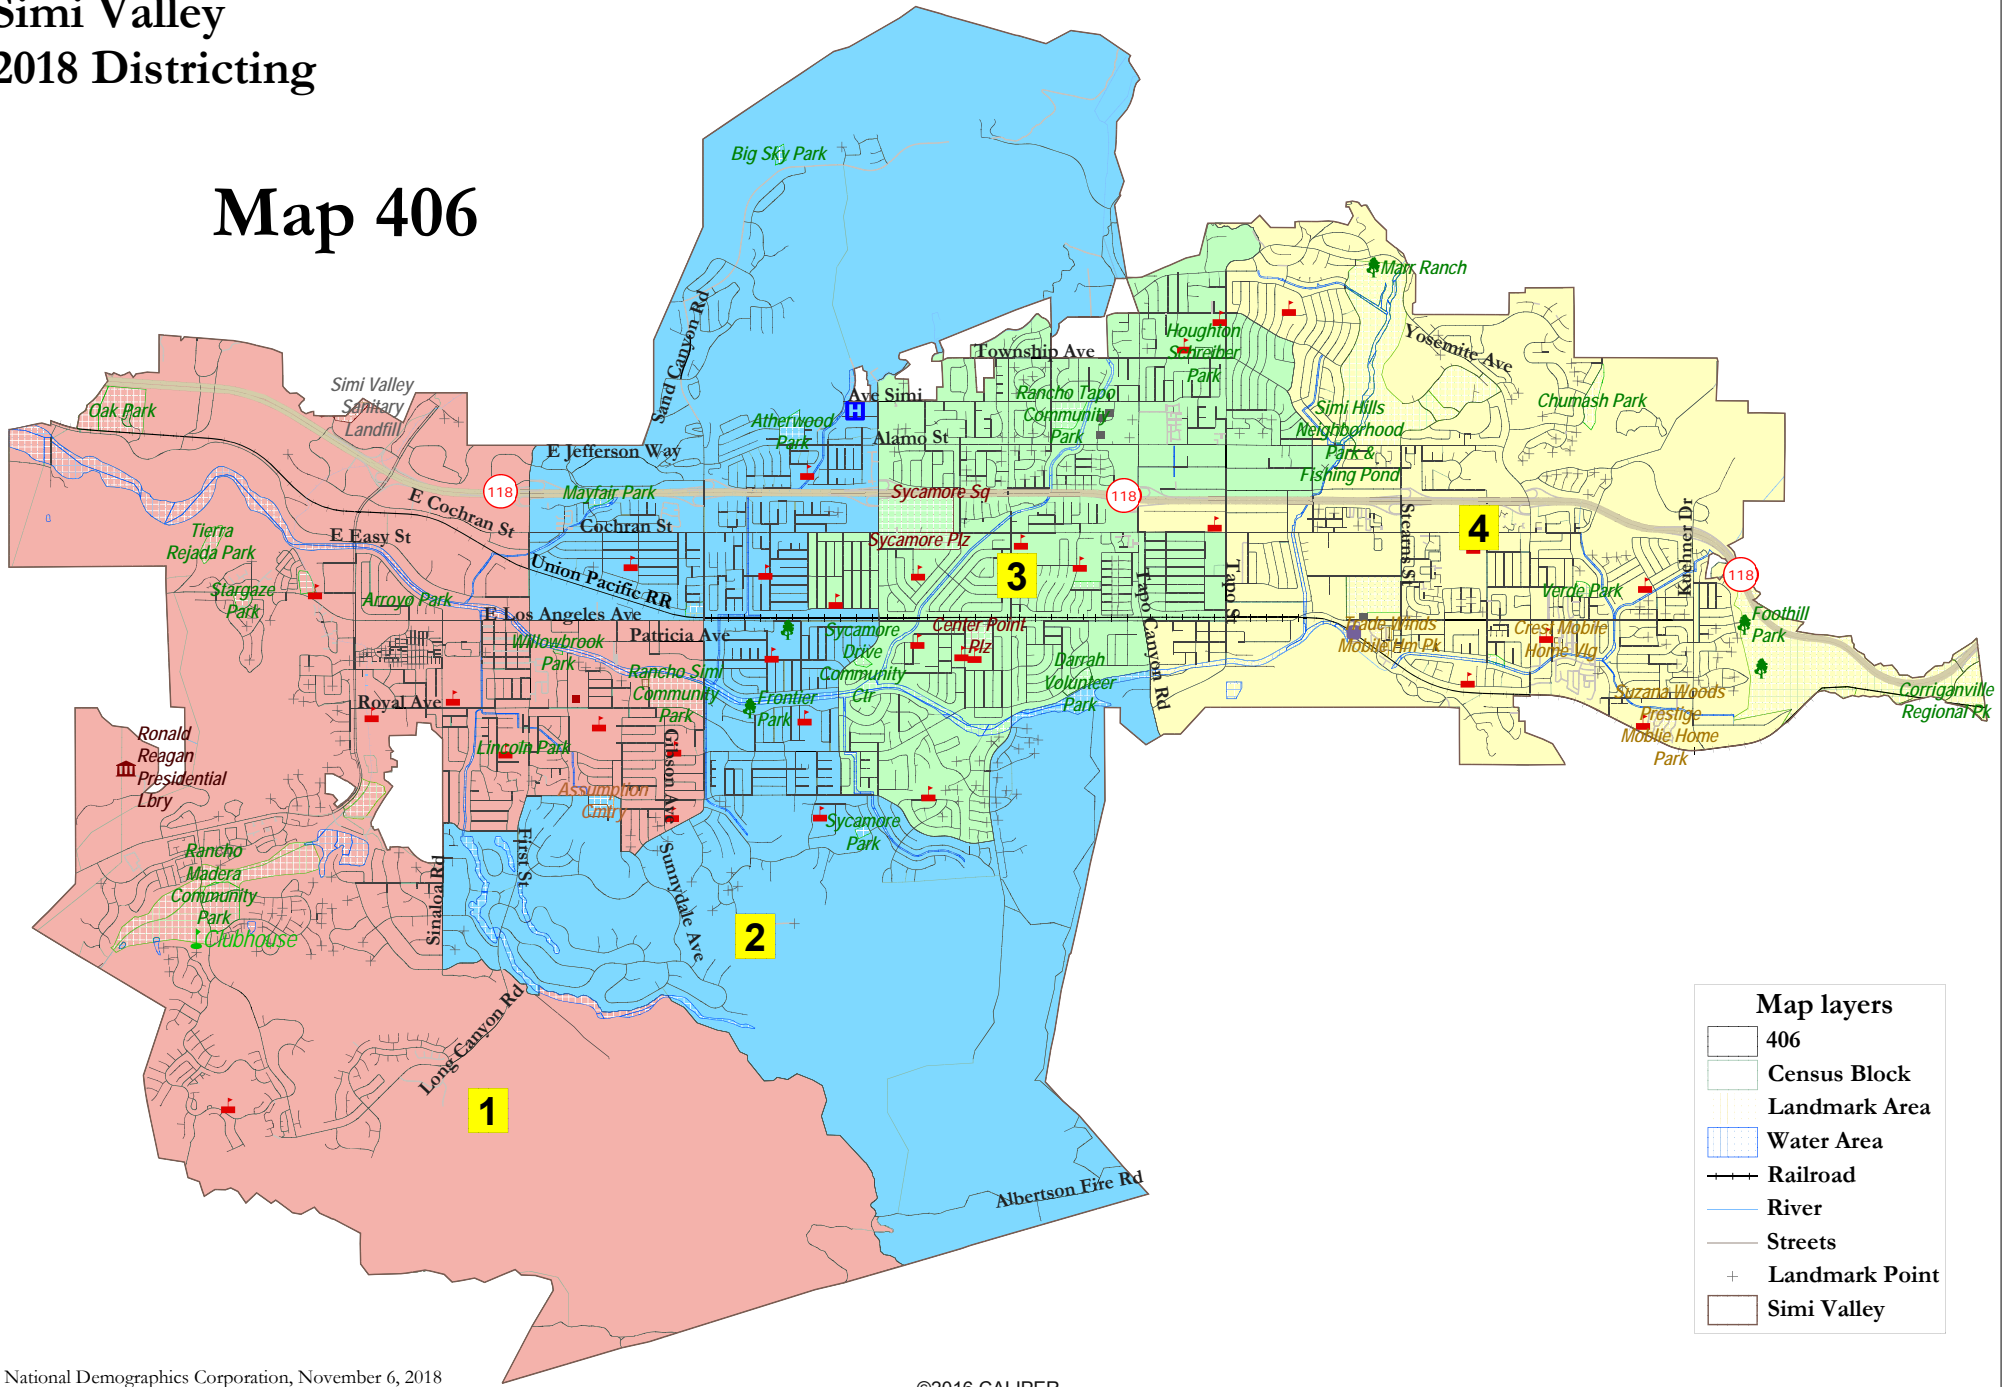 Simi Valley
2018 Districting
Map 406
Big Sky Park
Marr Ranch
Sand Canyon Rd
Houghton
Schreiber
Park
Yosemite Ave
Township Ave
Simi Valley
Sanitary
Landfill
Oak Park
Ave Simi
H
Rancho Tapo
Community
Park
Chumash Park
Simi Hills
Neighborhood
Park &
Fishing Pond
Atherwood
Park
Alamo St
E Jefferson Way
118
Mayfair Park
Sycamore Sq
118
E Cochran St
Cochran St
Stearns St
4
Kuehner Dr
Tierra
Rejada Park
E Easy St
Sycamore Plz
Union Pacific RR
3
118
Stargaze
Park
Arroyo Park
Tapo Canyon Rd
Tapo St
Verde Park
E Los Angeles Ave
Foothill
Park
Willowbrook
Park
Patricia Ave
Sycamore
Drive
Community
Ctr
Center Point
Plz
Trade Winds
Mobile Hm Pk
Crest Mobile
Home Vlg
Rancho Simi
Community
Park
Darrah
Volunteer
Park
Frontier
Park
Royal Ave
Suzana Woods
Prestige
Moblie Home
Park
Corriganville
Regional Pk
Ronald
Reagan
Presidential
Lbry
Lincoln Park
Gibson Ave
Assumption
Cmtry
Sycamore
Park
First St
Sunnydale Ave
Rancho
Madera
Community
Park
Sinaloa Rd
Clubhouse
2
Long Canyon Rd
1
Albertson Fire Rd
Map layers
406
Census Block
Landmark Area
Water Area
Railroad
River
Streets
Landmark Point
Simi Valley
National Demographics Corporation, November 6, 2018
©2016 CALIPER